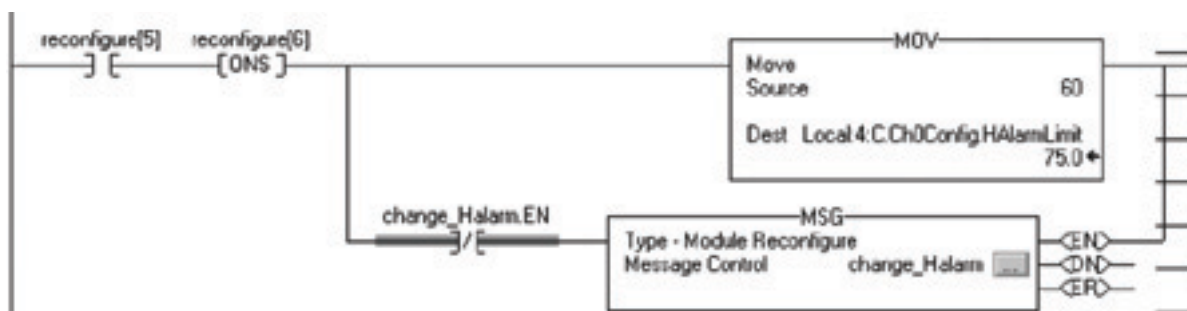 reconfigure[5] reconfigure[6]
ONS
MOV
Move
Source 60
Dest Local:4:C.Ch0Config.HAlarmLimit
75.0
change_Halarm.EN
MSG
Type - Module Reconfigure
Message Control change_Halarm ...
EN
DN
ER